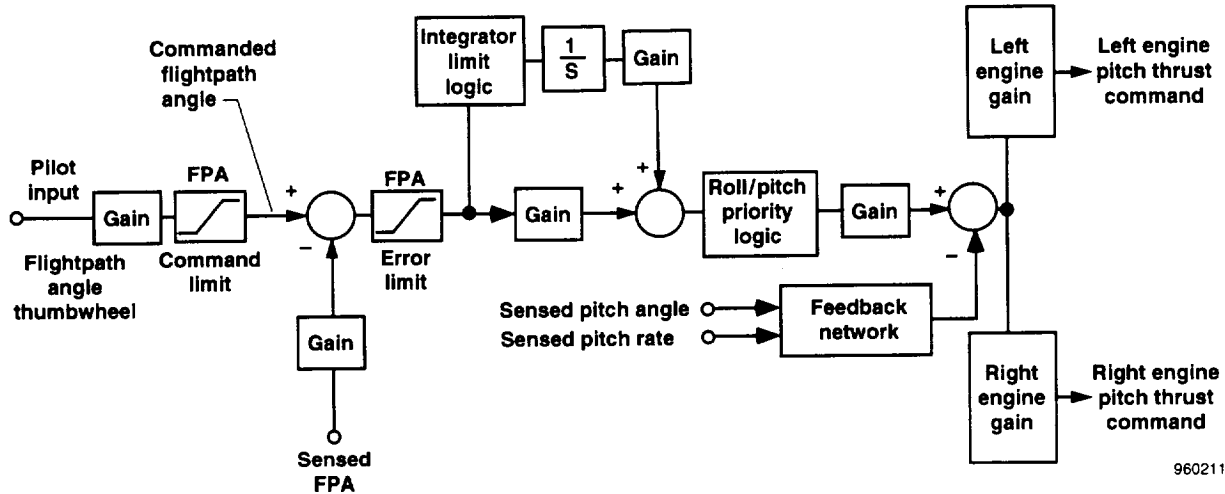 Commanded
flightpath
angle
Integrator
limit
logic
1
S
Gain
Left
engine
gain
Left engine
pitch thrust
command
Pilot
input
Gain
FPA
+
−
FPA
Gain
+
+
Roll/pitch
priority
logic
Gain
+
−
Flightpath
angle
thumbwheel
Command
limit
Error
limit
Gain
Sensed
FPA
Sensed pitch angle
Sensed pitch rate
Feedback
network
Right
engine
gain
Right engine
pitch thrust
command
960211